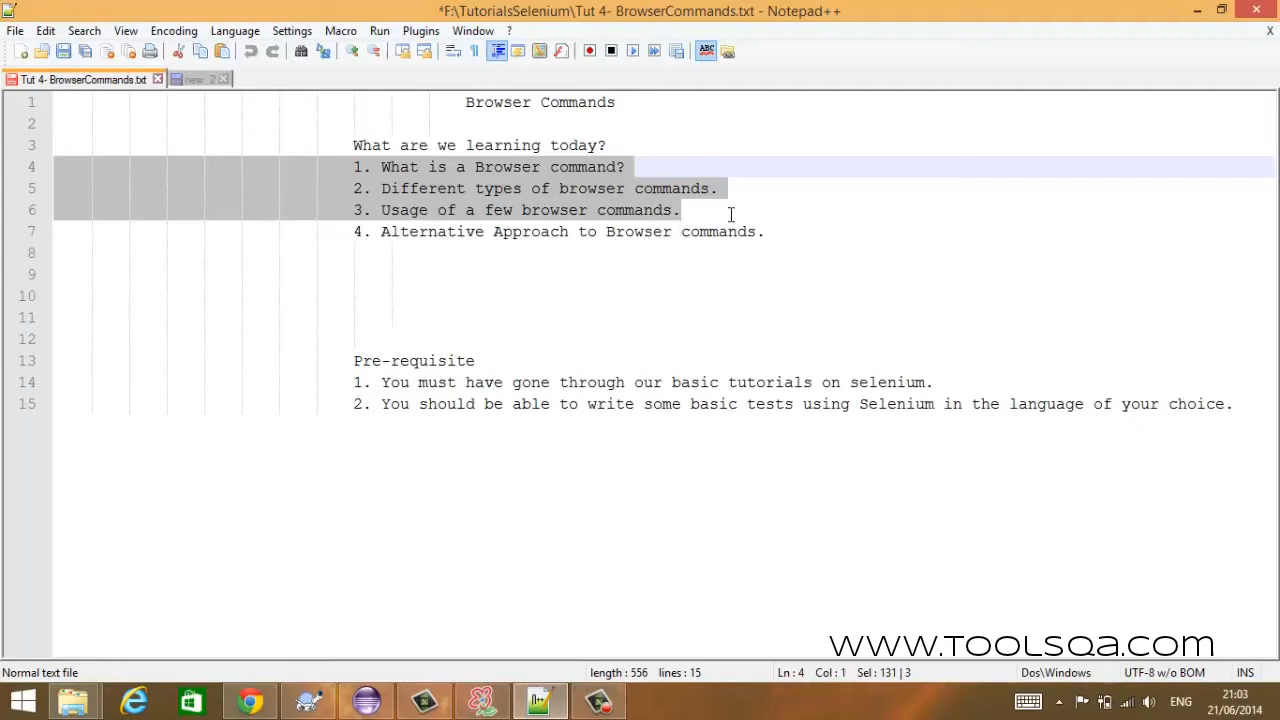 *F:\TutorialsSelenium\Tut 4- BrowserCommands.txt - Notepad++
File Edit Search View Encoding Language Settings Macro Run Plugins Window ? X
Tut 4- BrowserCommands.txt new 2
1 Browser Commands
2
3 What are we learning today?
4 1. What is a Browser command?
5 2. Different types of browser commands.
6 3. Usage of a few browser commands.
7 4. Alternative Approach to Browser commands.
8
9
10
11
12
13 Pre-requisite
14 1. You must have gone through our basic tutorials on selenium.
15 2. You should be able to write some basic tests using Selenium in the language of your choice.
www.TOOLSQA.com
Normal text file length : 556 lines : 15 Ln : 4 Col : 1 Sel : 131 | 3 Dos\Windows UTF-8 w/o BOM INS
ENG 21:03
21/06/2014